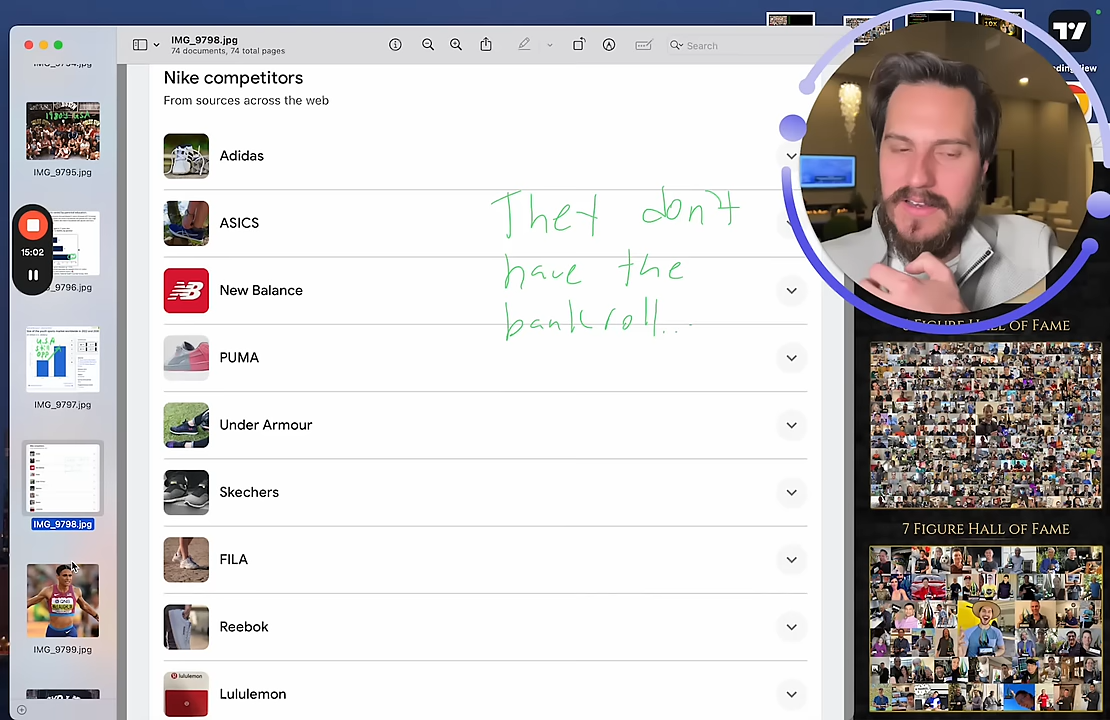 IMG_9798.jpg
74 documents, 74 total pages
Search
IMG_9795.jpg
15:02
_9796.jpg
IMG_9797.jpg
IMG_9798.jpg
IMG_9799.jpg
Nike competitors
From sources across the web
Adidas
ASICS
New Balance
PUMA
Under Armour
Skechers
FILA
Reebok
Lululemon
They don't
have the
bankroll...
Figure Hall of Fame
7 Figure Hall of Fame